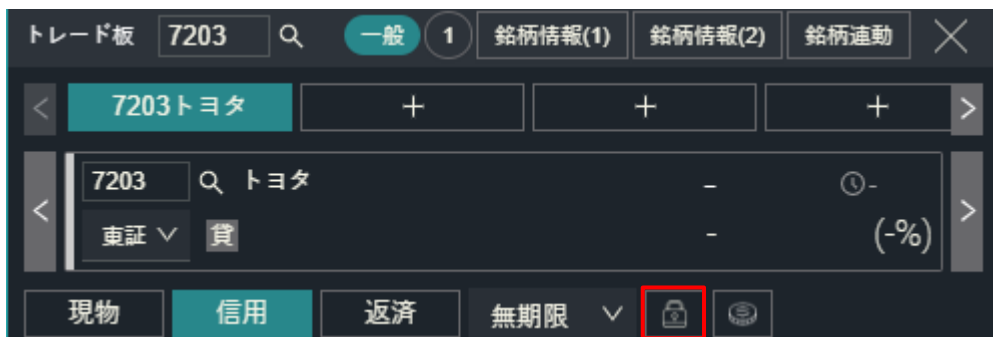 トレード板 7203 一般 1 銘柄情報(1) 銘柄情報(2) 銘柄連動
< 7203トヨタ + + + >
7203 トヨタ - -
東証 貸 - (-%)
現物 信用 返済 無期限